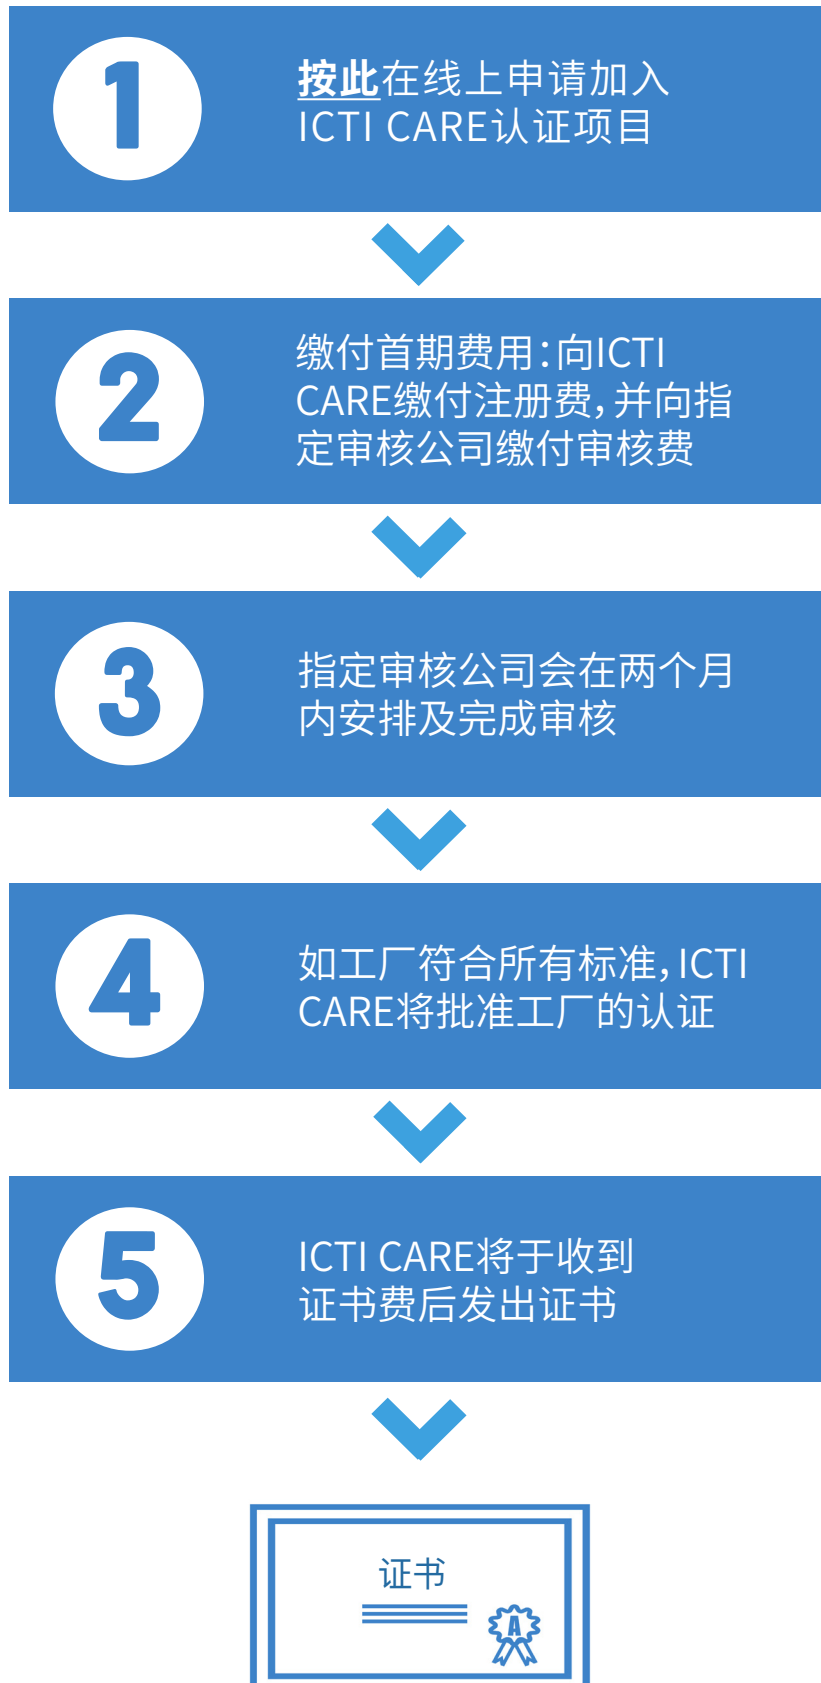 1
按此在线上申请加入
ICTI CARE认证项目
2
缴付首期费用：向ICTI
CARE缴付注册费，并向指
定审核公司缴付审核费
3
指定审核公司会在两个月
内安排及完成审核
4
如工厂符合所有标准，ICTI
CARE将批准工厂的认证
5
ICTI CARE将于收到
证书费后发出证书
证书
A